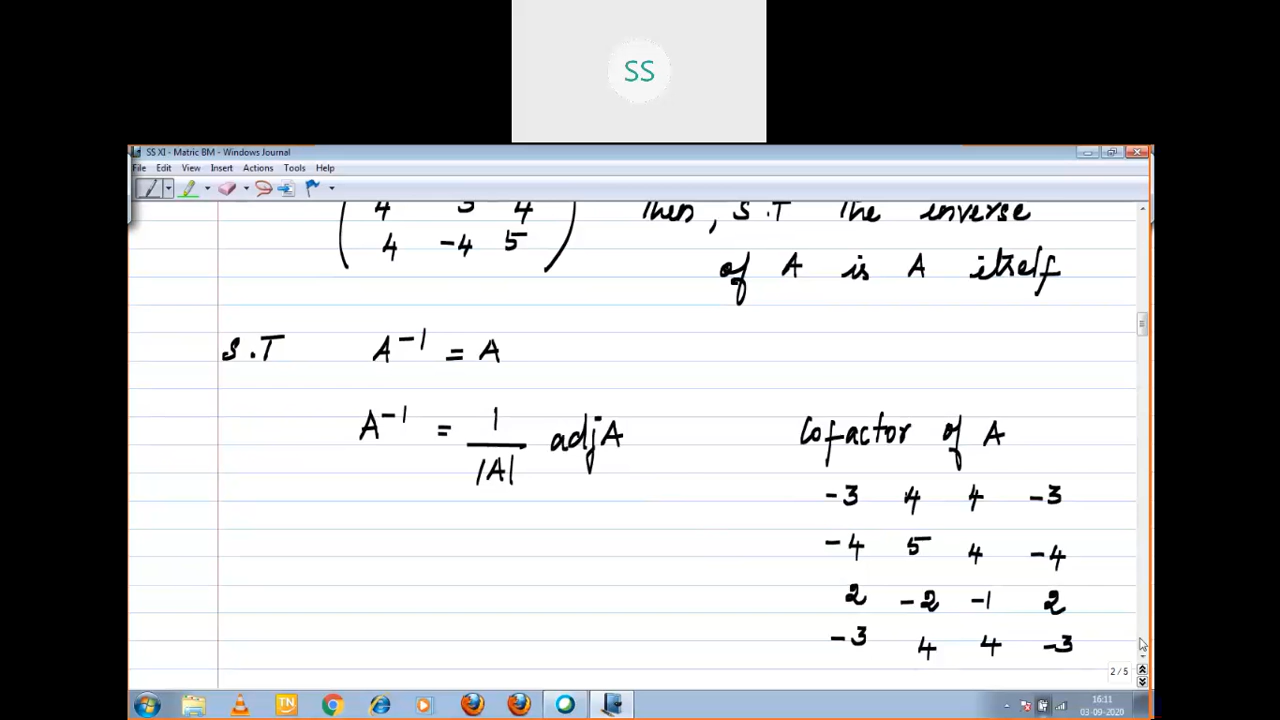 SS
SS XI - Matric BM - Windows Journal
File Edit View Insert Actions Tools Help
4 3 4 Then, S.T the inverse
4 -4 5
of A is A itself
S.T A⁻¹ = A
A⁻¹ = 1/|A| adjA
Cofactor of A
-3 4 4 -3
-4 5 4 -4
2 -2 -1 2
-3 4 4 -3
2 / 5
TN
16:11
03-09-2020